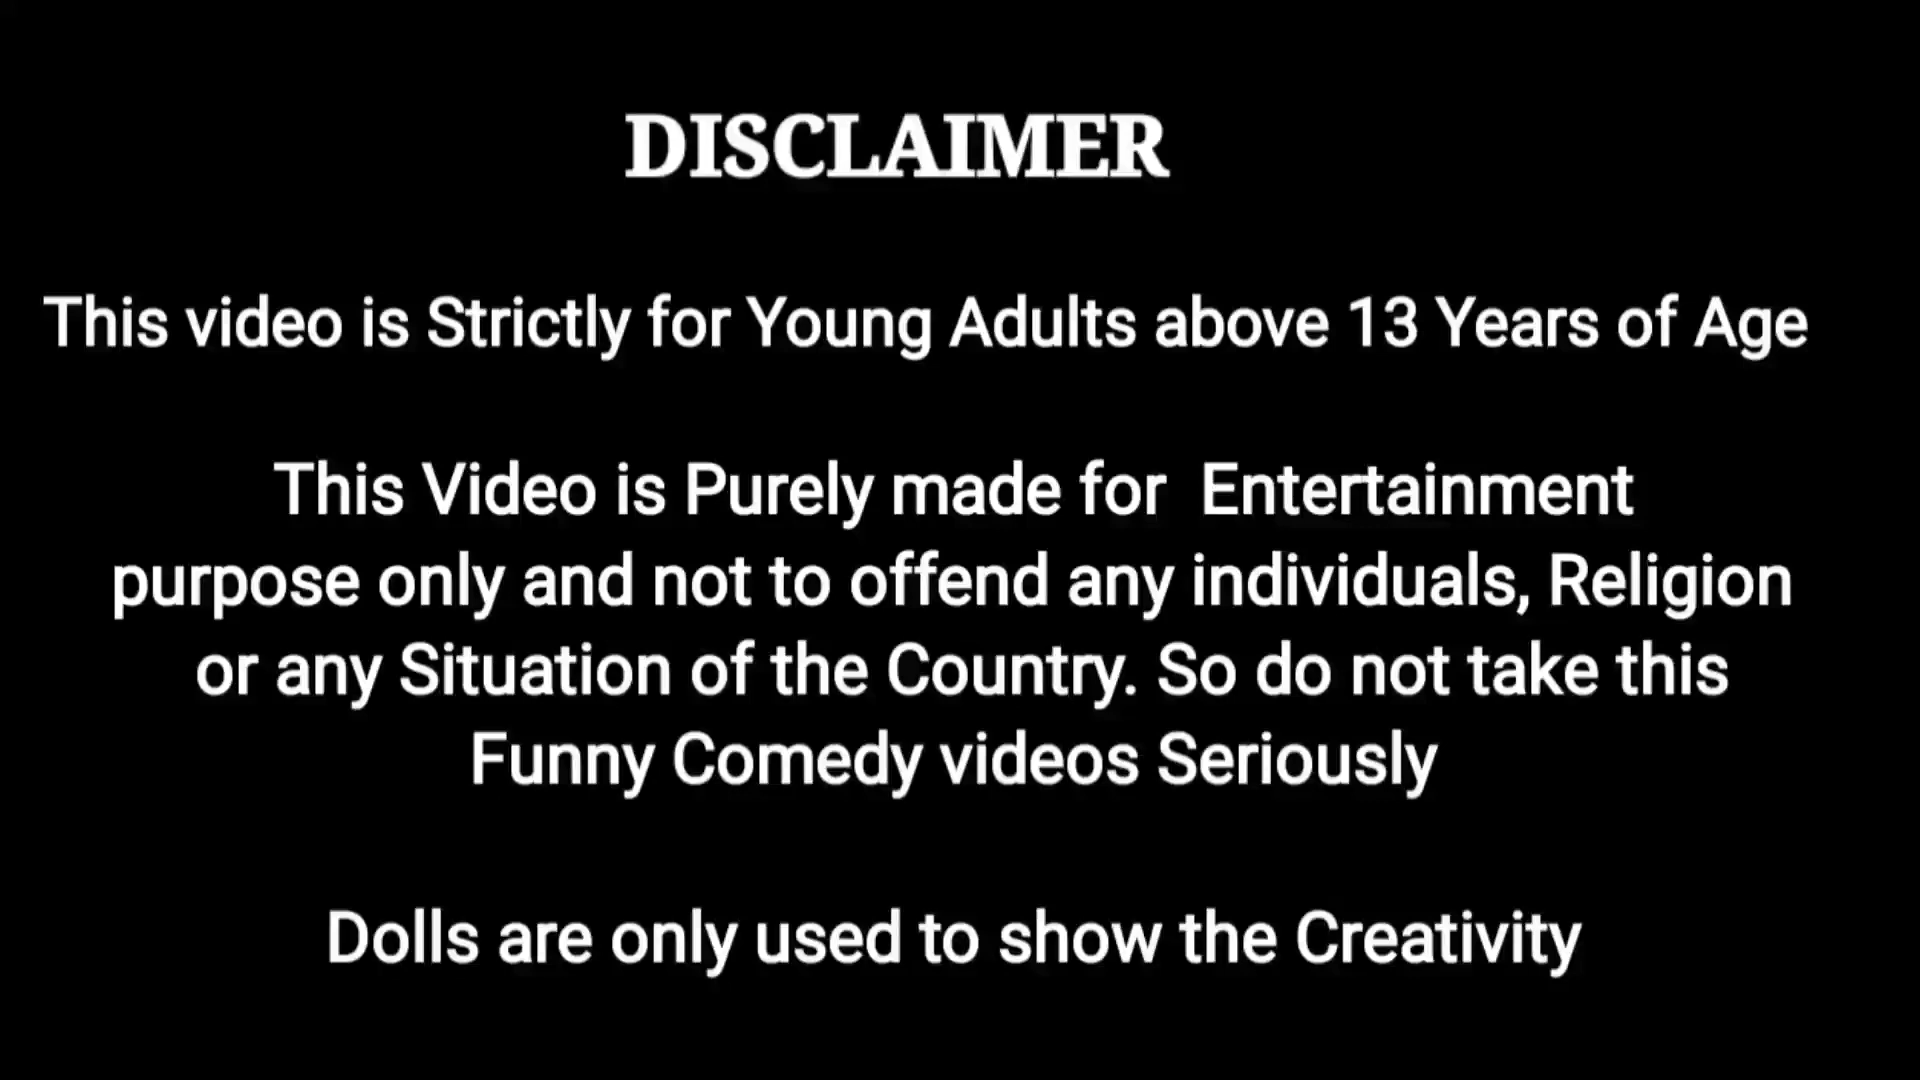 DISCLAIMER
This video is Strictly for Young Adults above 13 Years of Age
This Video is Purely made for Entertainment
purpose only and not to offend any individuals, Religion
or any Situation of the Country. So do not take this
Funny Comedy videos Seriously
Dolls are only used to show the Creativity